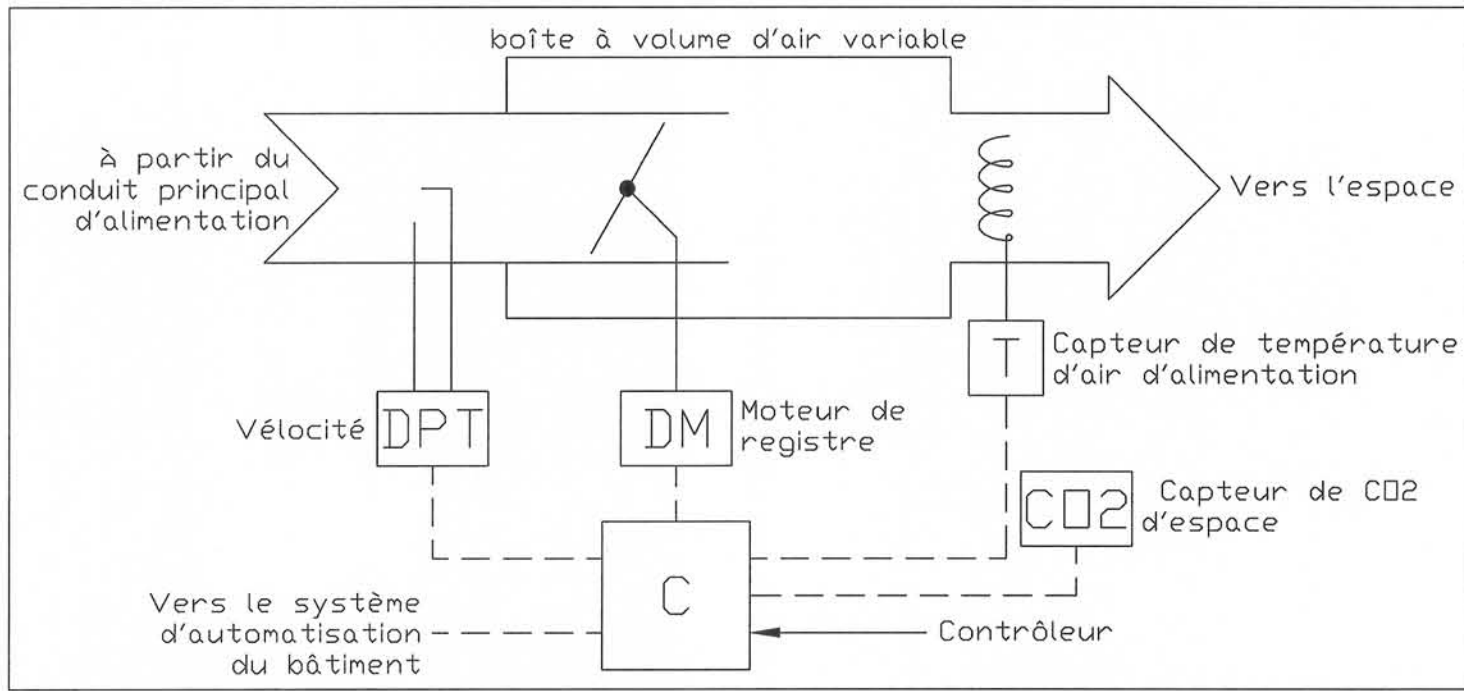 boîte à volume d'air variable
À partir du
conduit principal
d'alimentation
Vers l'espace
T
Capteur de température
d'air d'alimentation
Vélocité
DPT
DM
Moteur de
registre
CO2
Capteur de CO2
d'espace
C
Vers le système
d'automatisation
du bâtiment
Contrôleur